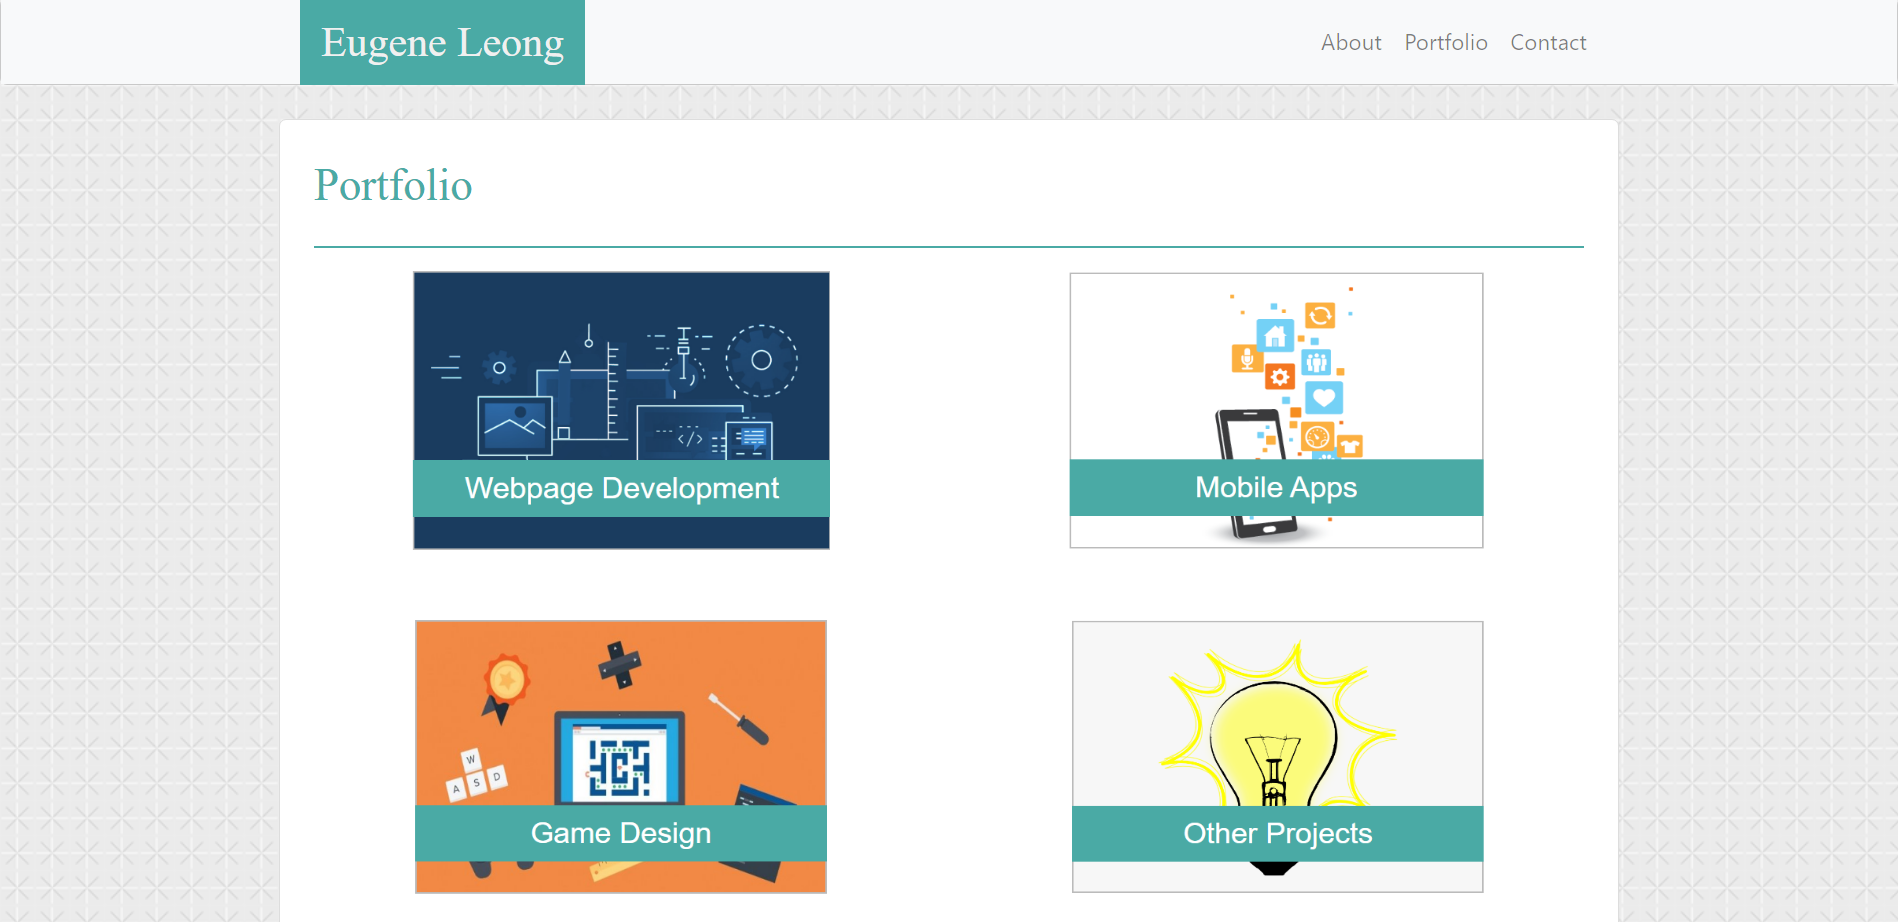 Eugene Leong
About Portfolio Contact
Portfolio
Webpage Development
Mobile Apps
</>
W
A S D
Game Design
Other Projects